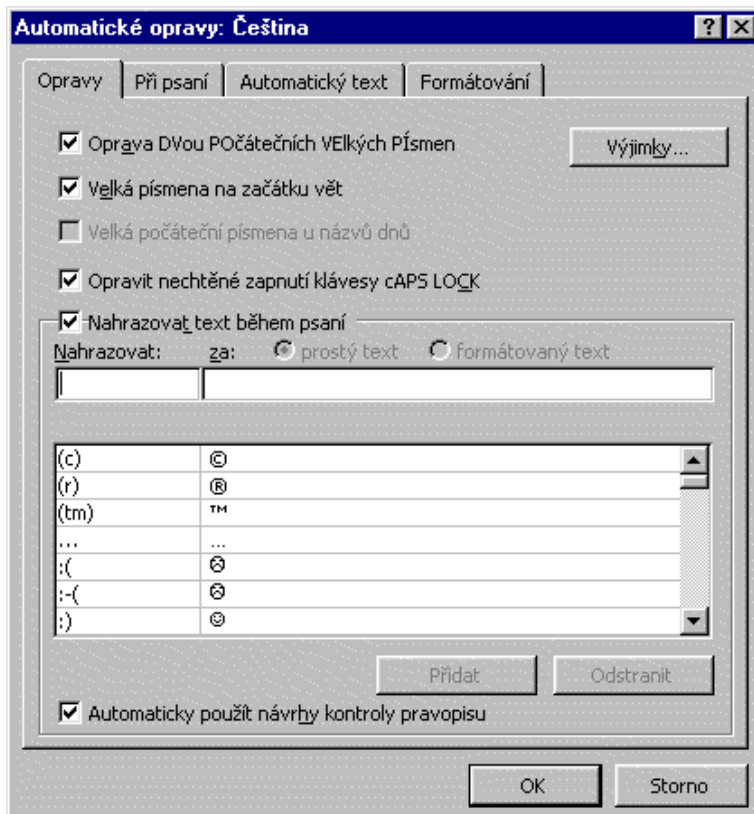 Automatické opravy: Čeština
Opravy Při psaní Automatický text Formátování
Oprava DVou POčátečních VElkých PÍsmen Výjimky...
Velká písmena na začátku vět
Velká počáteční písmena u názvů dnů
Opravit nechtěné zapnutí klávesy cAPS LOCK
Nahrazovat text během psaní
Nahrazovat: za: prostý text formátovaný text
(c) ©
(r) ®
(tm) ™
... …
:( ☹
:-( ☹
:) ☺
Přidat Odstranit
Automaticky použít návrhy kontroly pravopisu
OK Storno